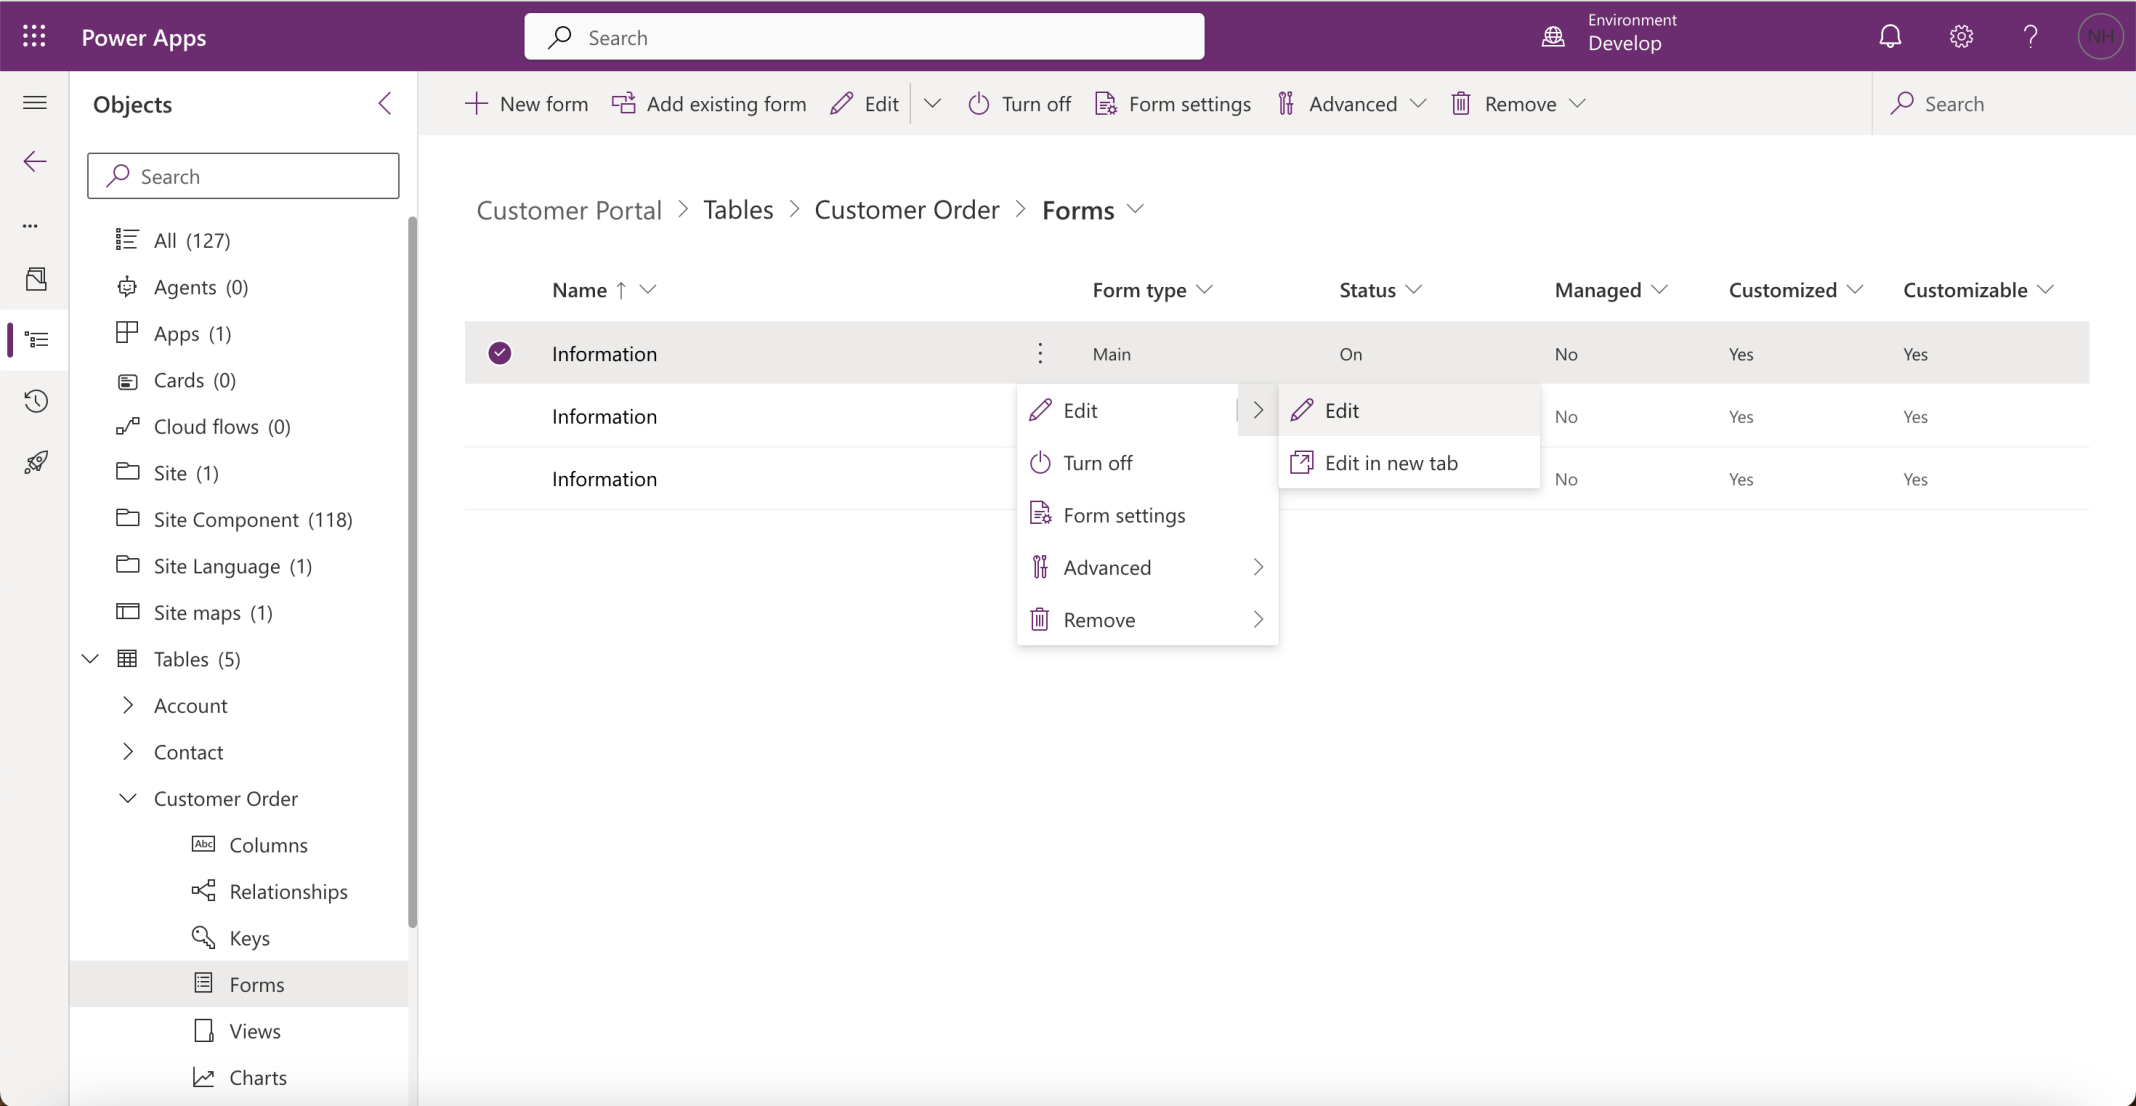 Power Apps
Search
Environment
Develop
NH
Objects
New form
Add existing form
Edit
Turn off
Form settings
Advanced
Remove
Search
Search
All (127)
Agents (0)
Apps (1)
Cards (0)
Cloud flows (0)
Site (1)
Site Component (118)
Site Language (1)
Site maps (1)
Tables (5)
Account
Contact
Customer Order
Abc Columns
Relationships
Keys
Forms
Views
Charts
Customer Portal > Tables > Customer Order > Forms
Name ↑ Form type Status Managed Customized Customizable
Information Main On No Yes Yes
Information No Yes Yes
Information No Yes Yes
Edit
Turn off
Form settings
Advanced
Remove
Edit
Edit in new tab